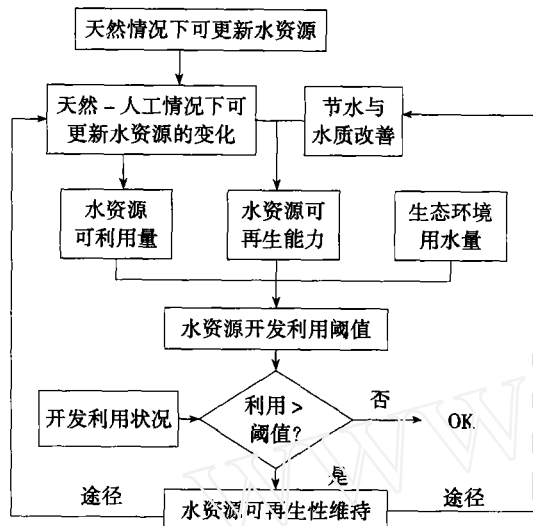 天然情况下可更新水资源
天然-人工情况下可
更新水资源的变化
节水与
水质改善
水资源
可利用量
水资源可
再生能力
生态环境
用水量
水资源开发利用阈值
开发利用状况
利用>
阈值?
否
OK
是
途径
水资源可再生性维持
途径
WWW